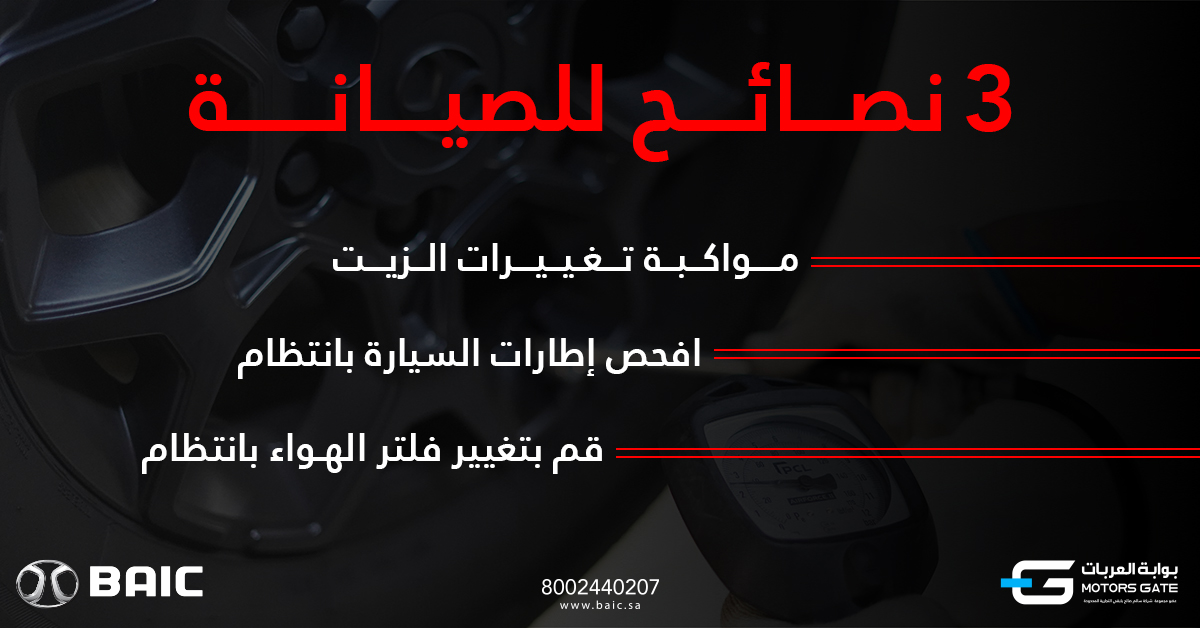 3 نصائح للصيانة
مواكبة تغييرات الزيت
افحص إطارات السيارة بانتظام
قم بتغيير فلتر الهواء بانتظام
BAIC
8002440207
www.baic.sa
بوابة العربات
MOTORS GATE
PCL